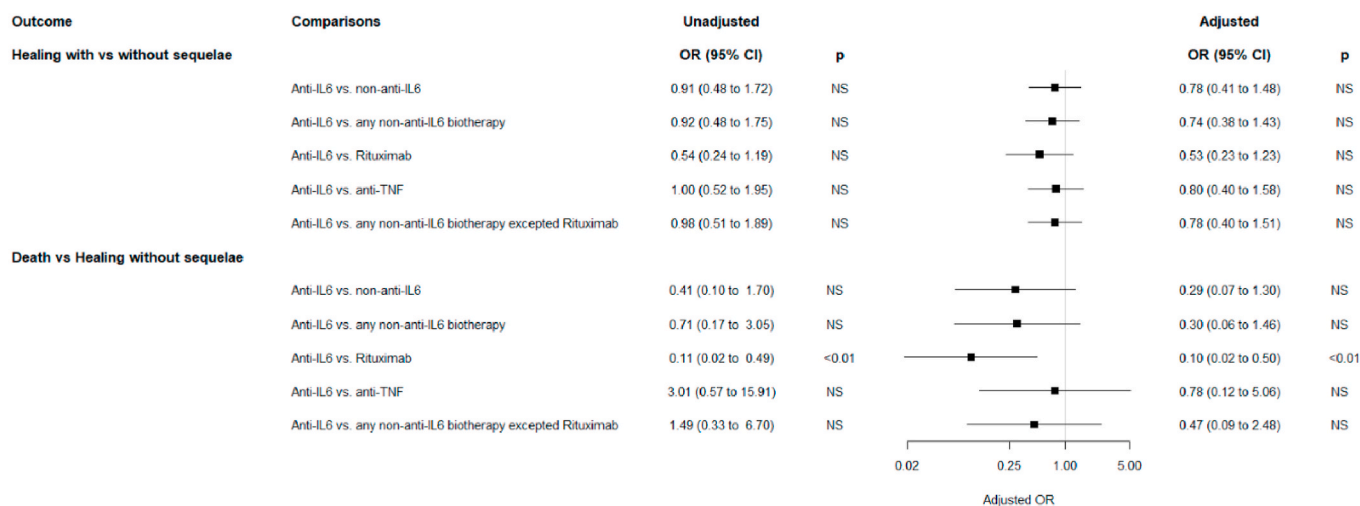 Outcome Comparisons Unadjusted Adjusted
Healing with vs without sequelae OR (95% CI) p OR (95% CI) p
Anti-IL6 vs. non-anti-IL6 0.91 (0.48 to 1.72) NS 0.78 (0.41 to 1.48) NS
Anti-IL6 vs. any non-anti-IL6 biotherapy 0.92 (0.48 to 1.75) NS 0.74 (0.38 to 1.43) NS
Anti-IL6 vs. Rituximab 0.54 (0.24 to 1.19) NS 0.53 (0.23 to 1.23) NS
Anti-IL6 vs. anti-TNF 1.00 (0.52 to 1.95) NS 0.80 (0.40 to 1.58) NS
Anti-IL6 vs. any non-anti-IL6 biotherapy excepted Rituximab 0.98 (0.51 to 1.89) NS 0.78 (0.40 to 1.51) NS
Death vs Healing without sequelae
Anti-IL6 vs. non-anti-IL6 0.41 (0.10 to 1.70) NS 0.29 (0.07 to 1.30) NS
Anti-IL6 vs. any non-anti-IL6 biotherapy 0.71 (0.17 to 3.05) NS 0.30 (0.06 to 1.46) NS
Anti-IL6 vs. Rituximab 0.11 (0.02 to 0.49) <0.01 0.10 (0.02 to 0.50) <0.01
Anti-IL6 vs. anti-TNF 3.01 (0.57 to 15.91) NS 0.78 (0.12 to 5.06) NS
Anti-IL6 vs. any non-anti-IL6 biotherapy excepted Rituximab 1.49 (0.33 to 6.70) NS 0.47 (0.09 to 2.48) NS
0.02 0.25 1.00 5.00
Adjusted OR